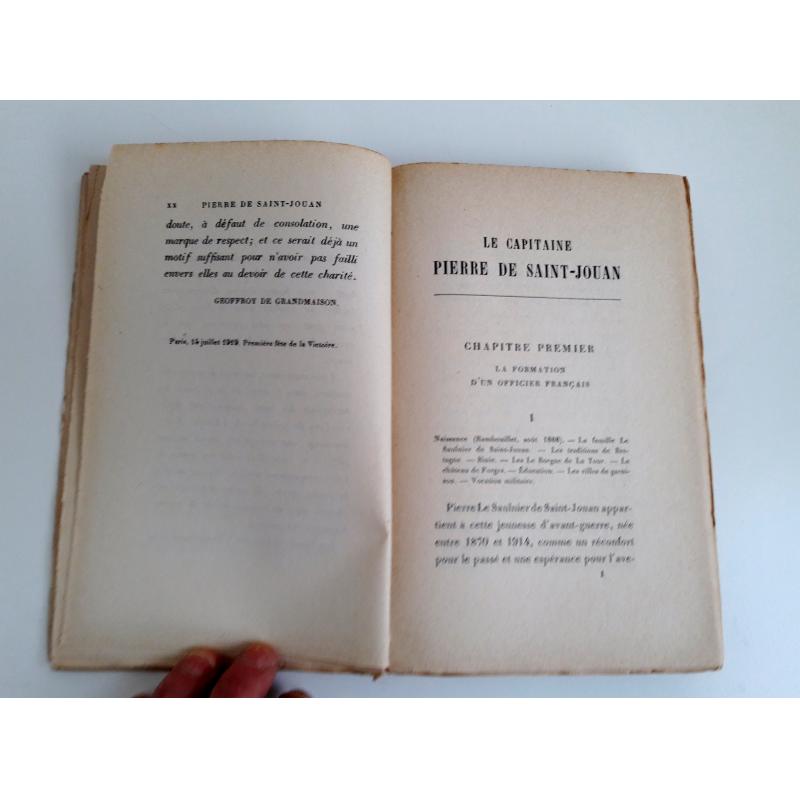 xx PIERRE DE SAINT-JOUAN
doute, à défaut de consolation, une
marque de respect; et ce serait déjà un
motif suffisant pour n'avoir pas failli
envers elles au devoir de cette charité.
GEOFFROY DE GRANDMAISON.
Paris, 14 juillet 1919. Première fête de la Victoire.
LE CAPITAINE
PIERRE DE SAINT-JOUAN
CHAPITRE PREMIER
LA FORMATION
D'UN OFFICIER FRANÇAIS
I
Naissance (Rambouillet, août 1888). — La famille Le
Saulnier de Saint-Jouan. — Les traditions de Bre-
tagne. — Binic. — Les Le Borgne de La Tour. — Le
château de Forges. — Éducation. — Les villes de garni-
son. — Vocation militaire.
Pierre Le Saulnier de Saint-Jouan appar-
tient à cette jeunesse d'avant-guerre, née
entre 1870 et 1914, comme un réconfort
pour le passé et une espérance pour l'ave-
1